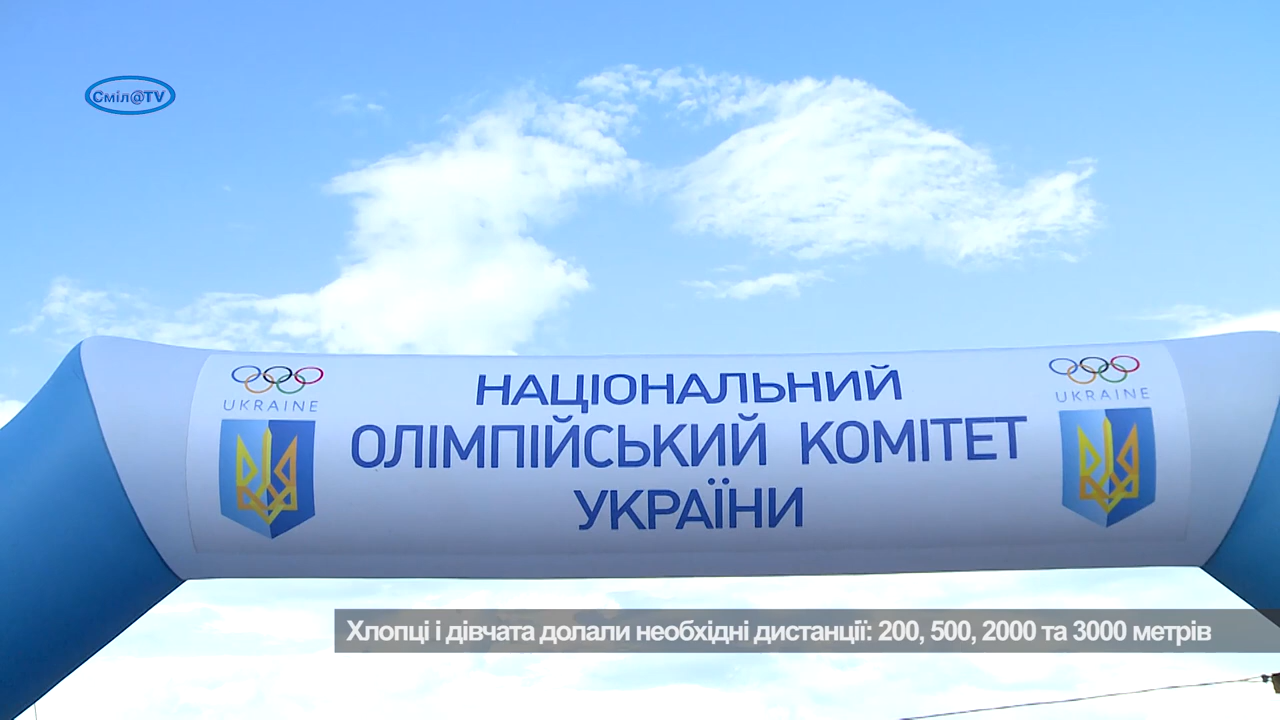 Сміл@TV
НАЦІОНАЛЬНИЙ
ОЛІМПІЙСЬКИЙ КОМІТЕТ
УКРАЇНИ
UKRAINE
UKRAINE
Хлопці і дівчата долали необхідні дистанції: 200, 500, 2000 та 3000 метрів